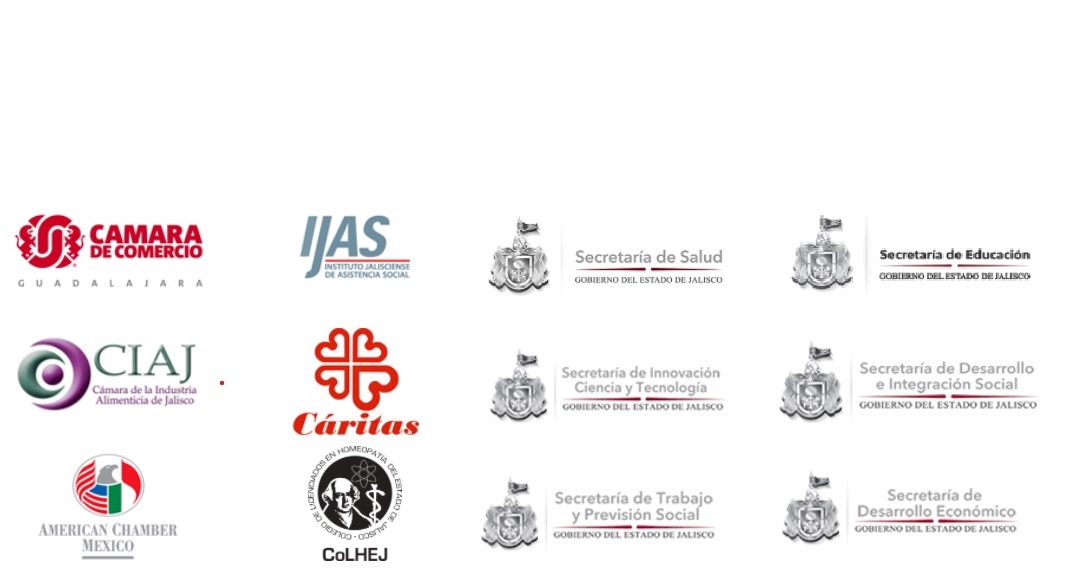 CAMARA
DE COMERCIO
GUADALAJARA
IJAS
INSTITUTO JALISCIENSE
DE ASISTENCIA SOCIAL
Secretaría de Salud
GOBIERNO DEL ESTADO DE JALISCO
Secretaría de Educación
GOBIERNO DEL ESTADO DE JALISCO
CIAJ
Cámara de la Industria
Alimenticia de Jalisco
Cáritas
Secretaría de Innovación
Ciencia y Tecnología
GOBIERNO DEL ESTADO DE JALISCO
Secretaría de Desarrollo
e Integración Social
GOBIERNO DEL ESTADO DE JALISCO
AMERICAN CHAMBER
MEXICO
COLEGIO DE LICENCIADOS EN HOMEOPATIA DEL ESTADO DE JALISCO
CoLHEJ
Secretaría de Trabajo
y Previsión Social
GOBIERNO DEL ESTADO DE JALISCO
Secretaría de
Desarrollo Económico
GOBIERNO DEL ESTADO DE JALISCO